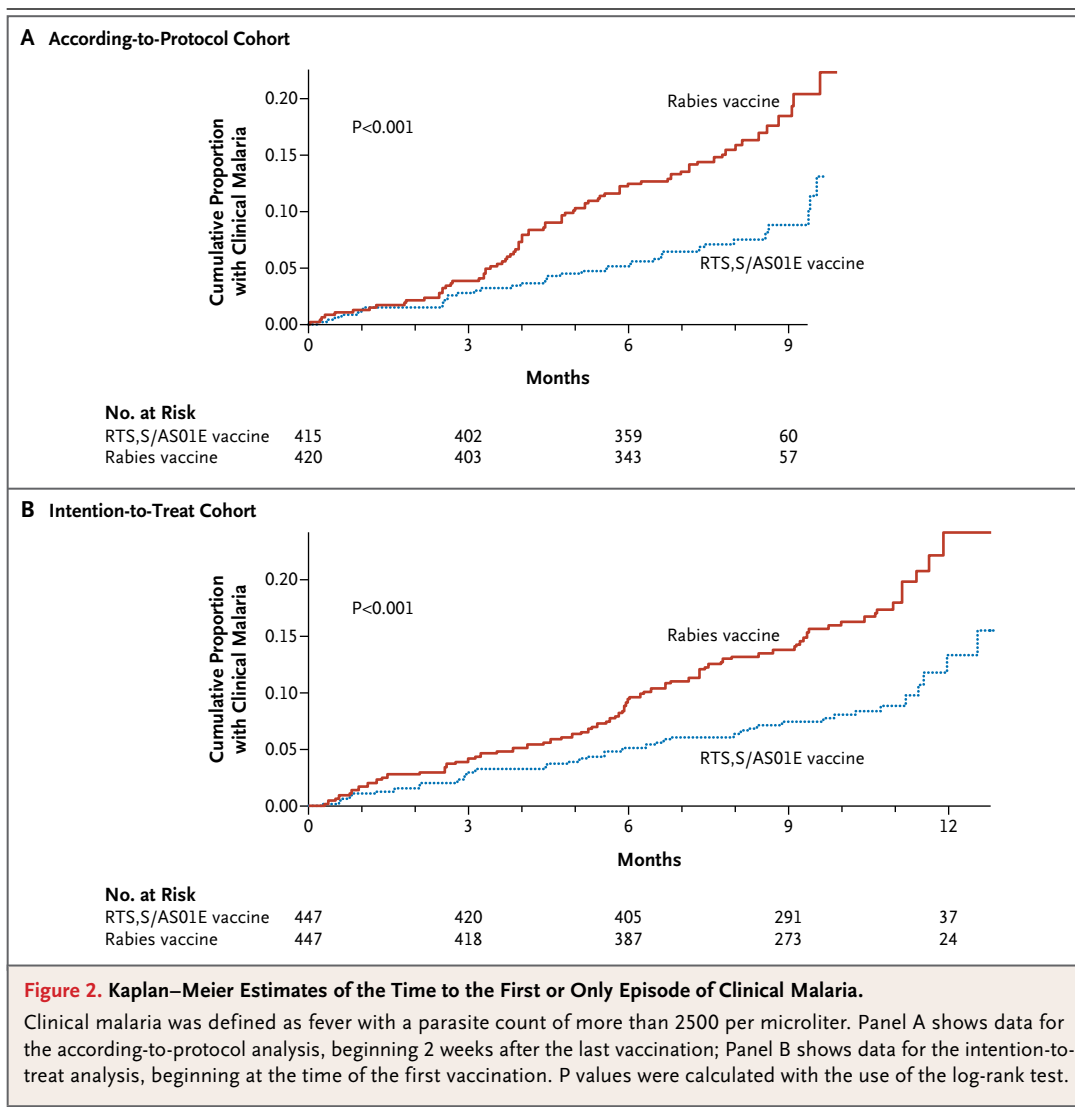 A According-to-Protocol Cohort
Cumulative Proportion
with Clinical Malaria
0.20
0.15
0.10
0.05
0.00
P<0.001
Rabies vaccine
RTS,S/AS01E vaccine
0 3 6 9
Months
No. at Risk
RTS,S/AS01E vaccine 415 402 359 60
Rabies vaccine 420 403 343 57
B Intention-to-Treat Cohort
Cumulative Proportion
with Clinical Malaria
0.20
0.15
0.10
0.05
0.00
P<0.001
Rabies vaccine
RTS,S/AS01E vaccine
0 3 6 9 12
Months
No. at Risk
RTS,S/AS01E vaccine 447 420 405 291 37
Rabies vaccine 447 418 387 273 24
Figure 2. Kaplan–Meier Estimates of the Time to the First or Only Episode of Clinical Malaria.
Clinical malaria was defined as fever with a parasite count of more than 2500 per microliter. Panel A shows data for
the according-to-protocol analysis, beginning 2 weeks after the last vaccination; Panel B shows data for the intention-to-
treat analysis, beginning at the time of the first vaccination. P values were calculated with the use of the log-rank test.